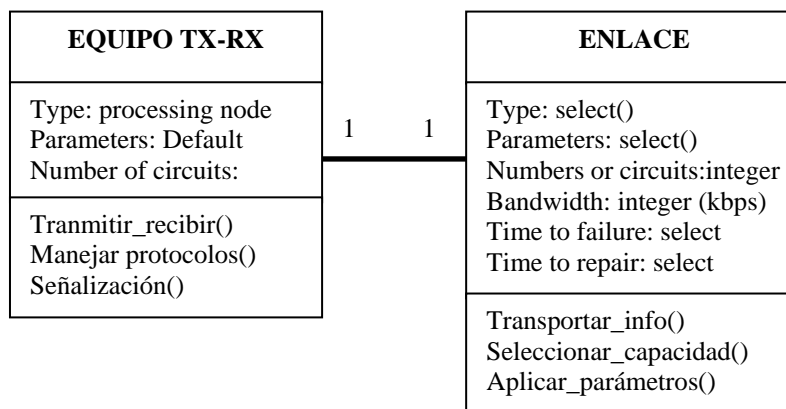 EQUIPO TX-RX
Type: processing node
Parameters: Default
Number of circuits:
Tranmitir_recibir()
Manejar protocolos()
Señalización()
1 1
ENLACE
Type: select()
Parameters: select()
Numbers or circuits:integer
Bandwidth: integer (kbps)
Time to failure: select
Time to repair: select
Transportar_info()
Seleccionar_capacidad()
Aplicar_parámetros()